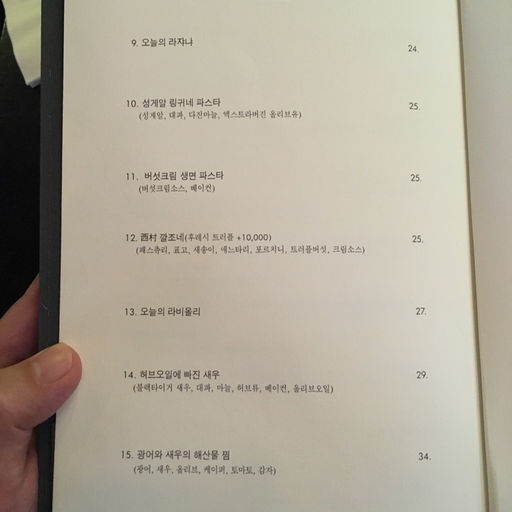 9. 오늘의 라쟈냐 24.
10. 성게알 링귀네 파스타 25.
(성게알, 대파, 다진마늘, 엑스트라버진 올리브유)
11. 버섯크림 생면 파스타 25.
(버섯크림소스, 베이컨)
12. 西村 깔조네(후레시 트러플 +10,000) 25.
(패스츄리, 표고, 새송이, 애느타리, 포르치니, 트러플버섯, 크림소스)
13. 오늘의 라비올리 27.
14. 허브오일에 빠진 새우 29.
(블랙타이거 새우, 대파, 마늘, 허브류, 베이컨, 올리브오일)
15. 광어와 새우의 해산물 찜 34.
(광어, 새우, 올리브, 케이퍼, 토마토, 감자)